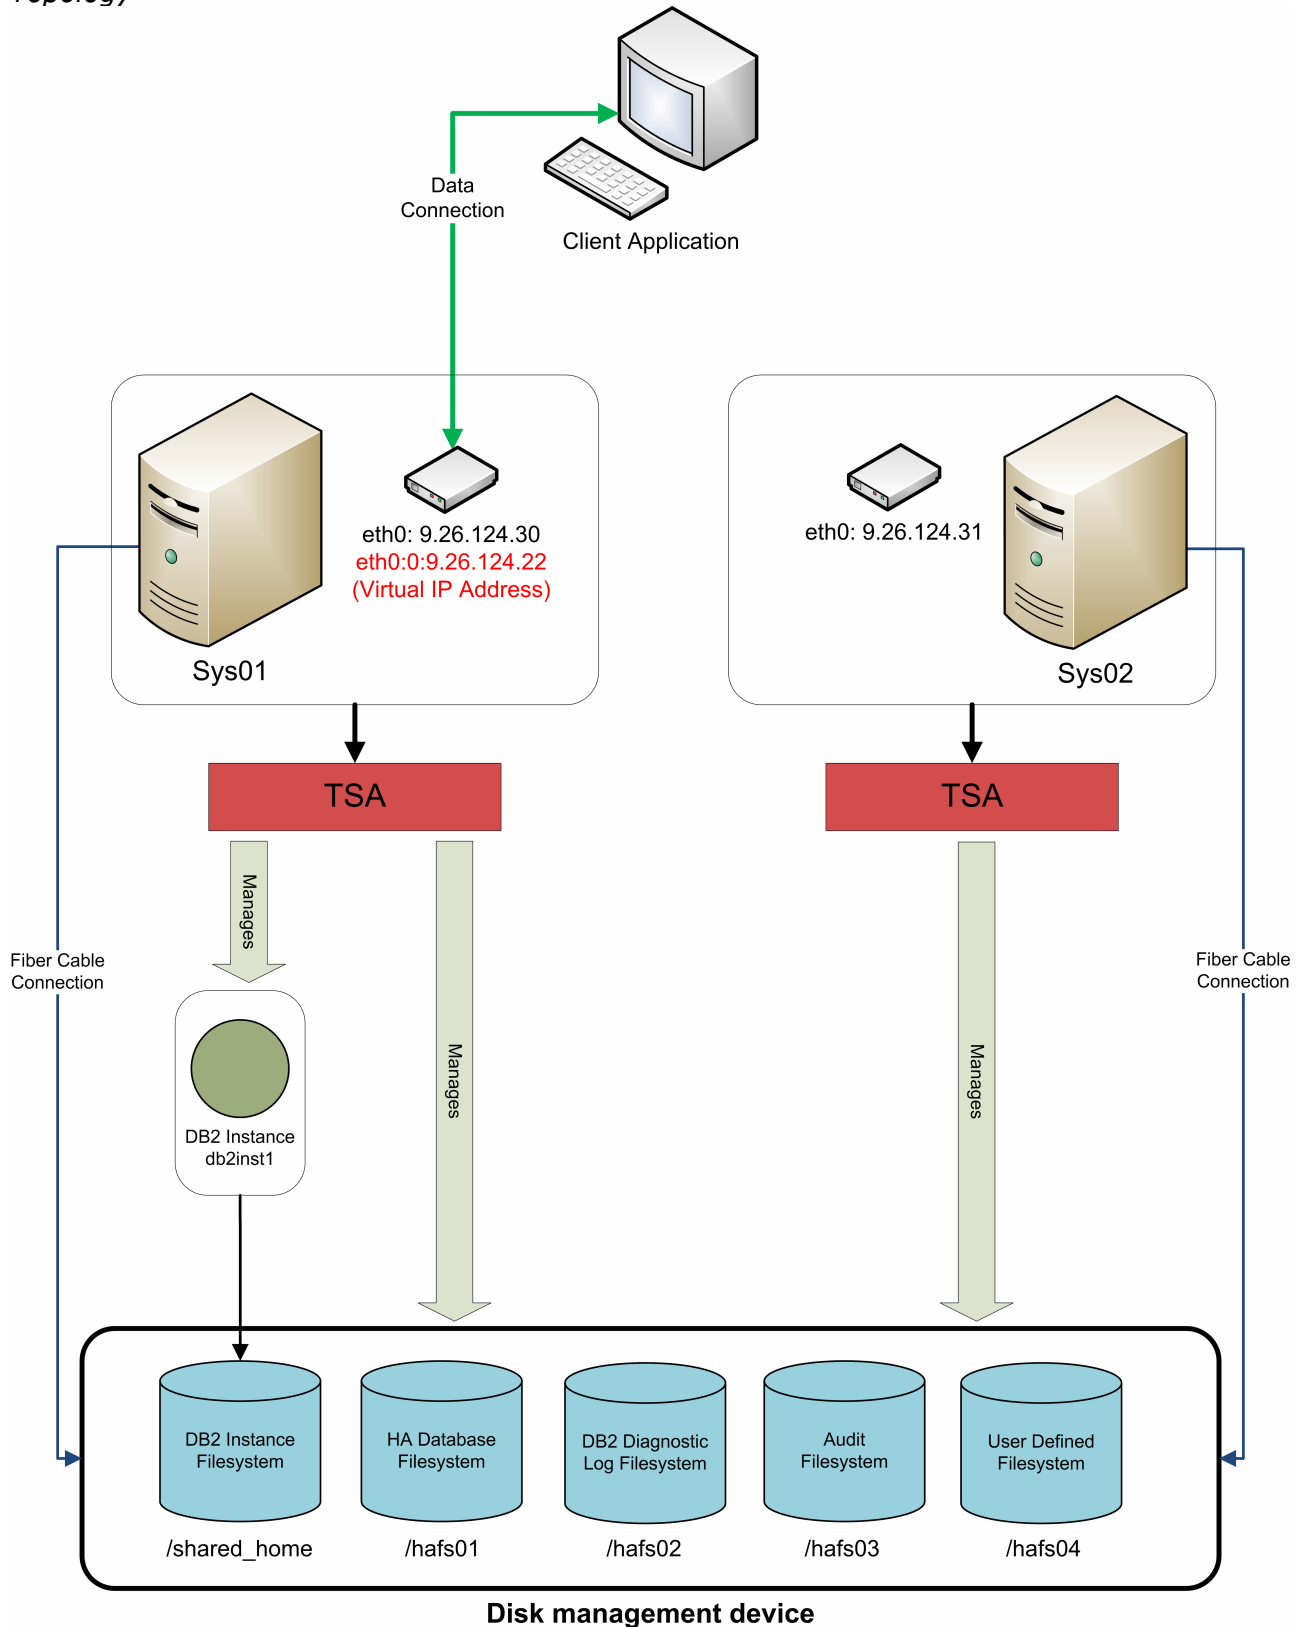 Topology
Data
Connection
Client Application
eth0: 9.26.124.30
eth0:0:9.26.124.22
(Virtual IP Address)
Sys01
eth0: 9.26.124.31
Sys02
TSA
TSA
Manages
Manages
Manages
Fiber Cable
Connection
Fiber Cable
Connection
DB2 Instance
db2inst1
DB2 Instance
Filesystem
HA Database
Filesystem
DB2 Diagnostic
Log Filesystem
Audit
Filesystem
User Defined
Filesystem
/shared_home
/hafs01
/hafs02
/hafs03
/hafs04
Disk management device